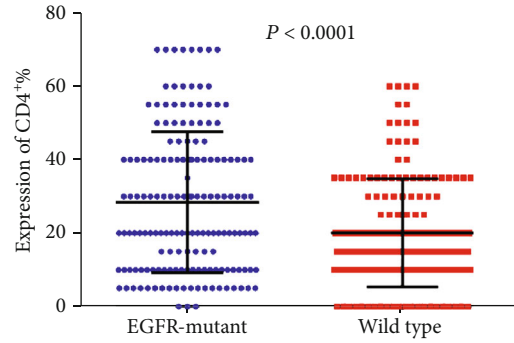 P < 0.0001
Expression of CD4⁺%
80
60
40
20
0
EGFR-mutant
Wild type